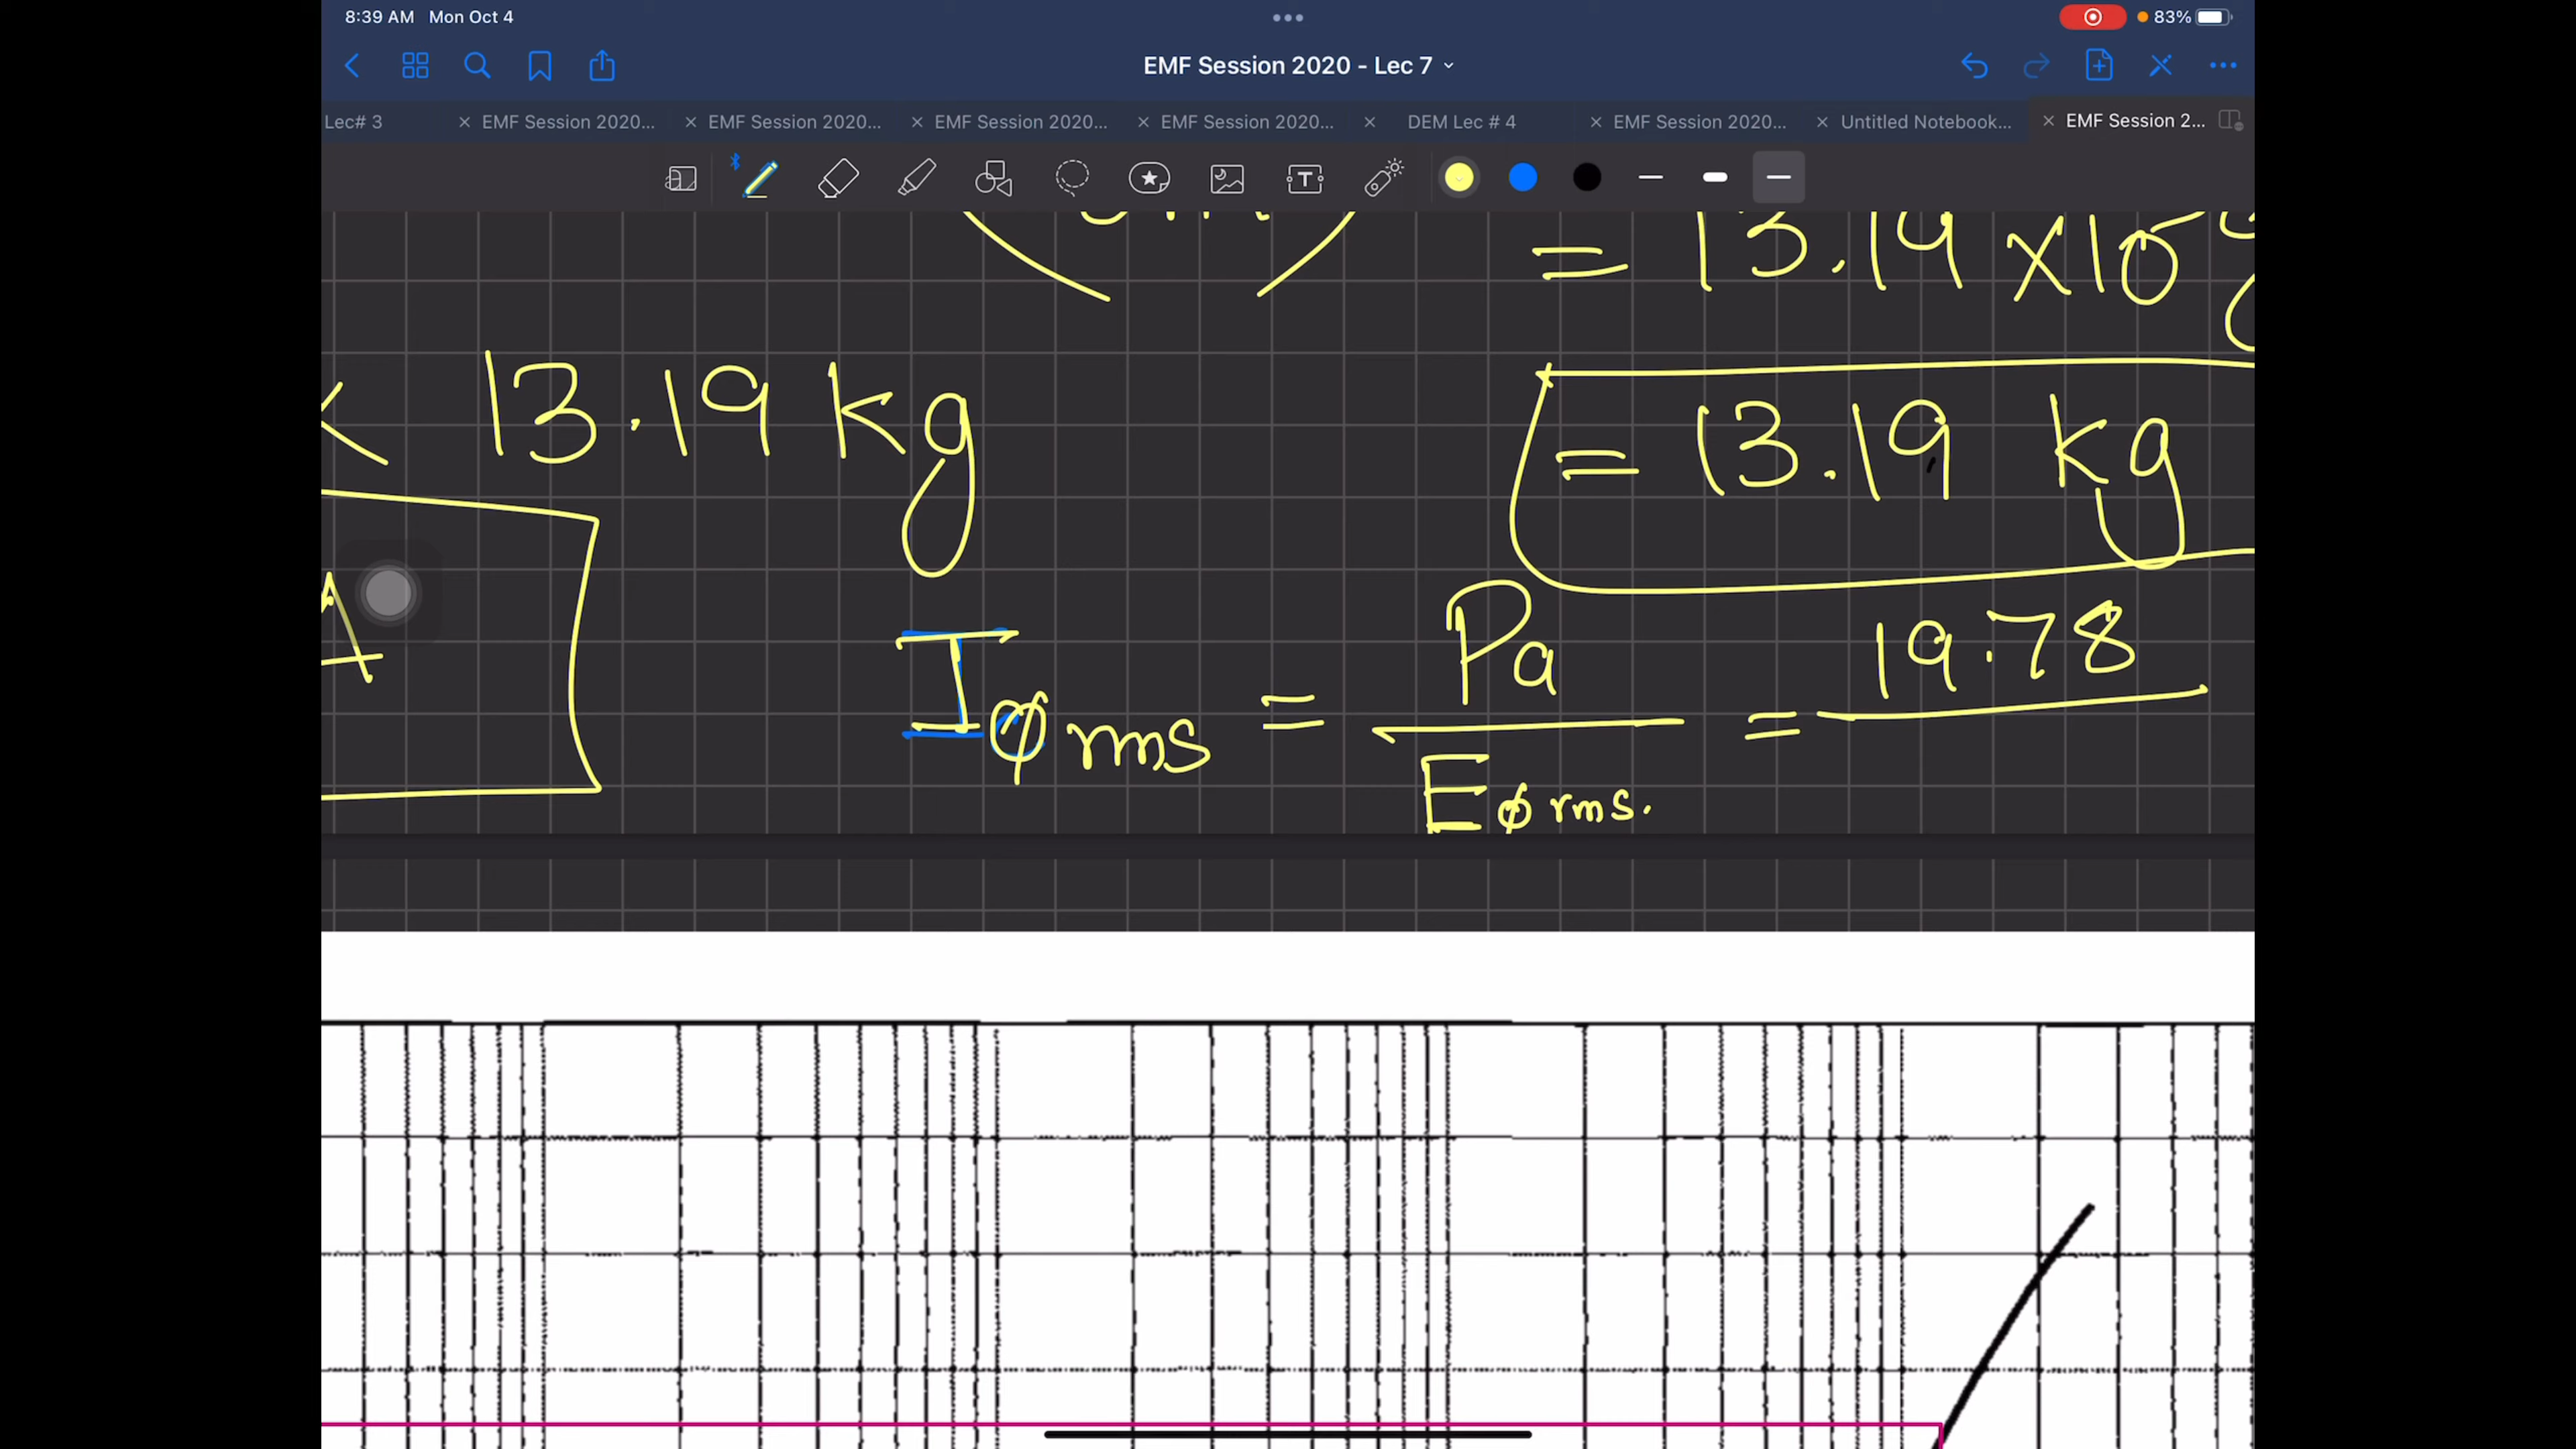 8:39 AM Mon Oct 4
83%
EMF Session 2020 - Lec 7
Lec# 3
EMF Session 2020...
EMF Session 2020...
EMF Session 2020...
EMF Session 2020...
DEM Lec # 4
EMF Session 2020...
Untitled Notebook...
EMF Session 2...
= 13.19 x10
x 13.19 kg
= 13.19 kg
A
Iφ rms = Pa / Eφ rms. = 19.78